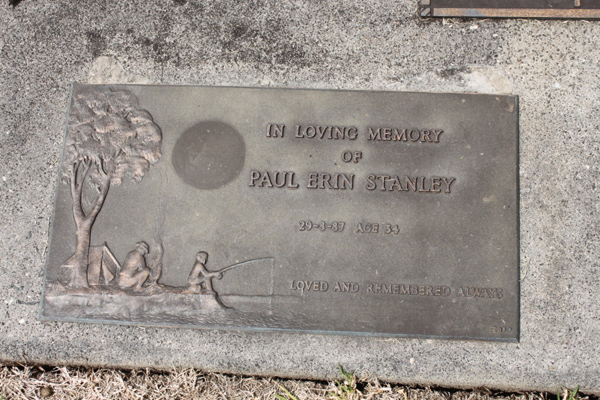 IN LOVING MEMORY
OF
PAUL ERIN STANLEY
AGE 34
LOVED AND REMEMBERED ALWAYS